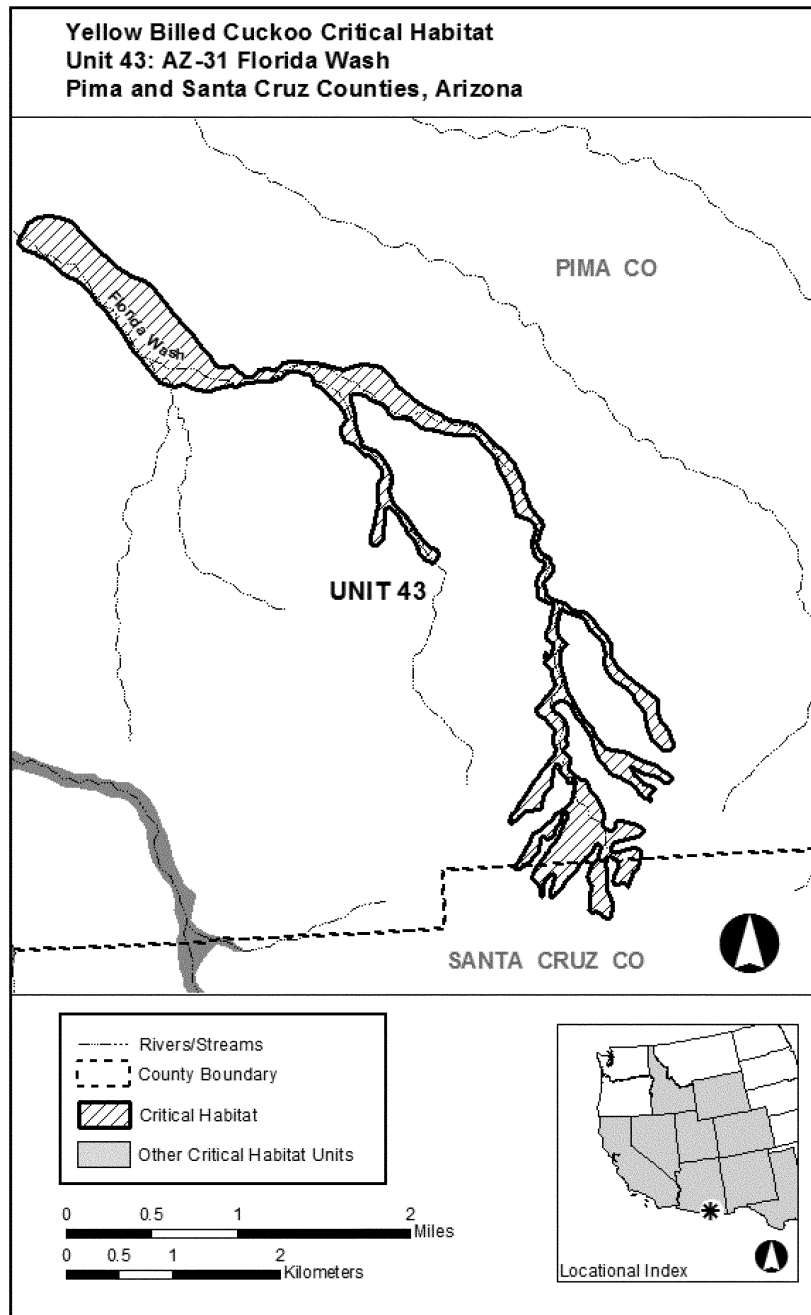 Yellow Billed Cuckoo Critical Habitat
Unit 43: AZ-31 Florida Wash
Pima and Santa Cruz Counties, Arizona
PIMA CO
Florida Wash
UNIT 43
SANTA CRUZ CO
Rivers/Streams
County Boundary
Critical Habitat
Other Critical Habitat Units
0 0.5 1 2
Miles
0 0.5 1 2
Kilometers
Locational Index